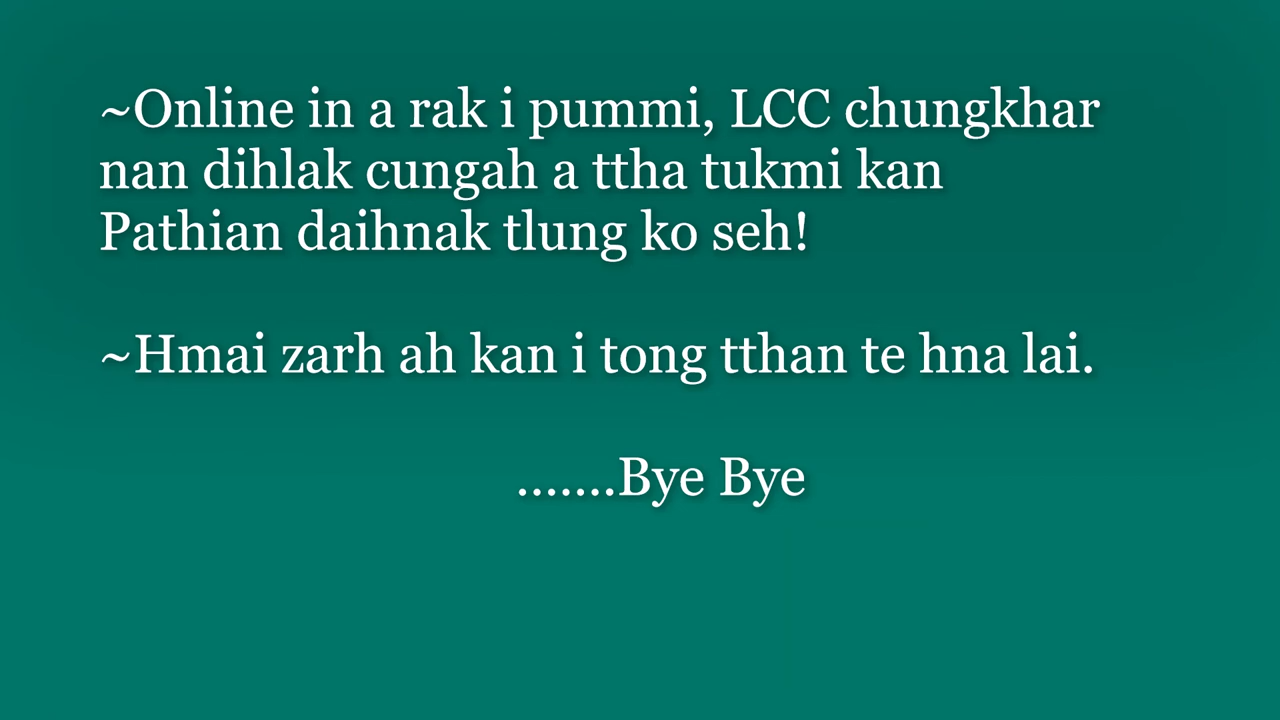 ~Online in a rak i pummi, LCC chungkhar
nan dihlak cungah a ttha tukmi kan
Pathian daihnak tlung ko seh!
~Hmai zarh ah kan i tong tthan te hna lai.
.......Bye Bye